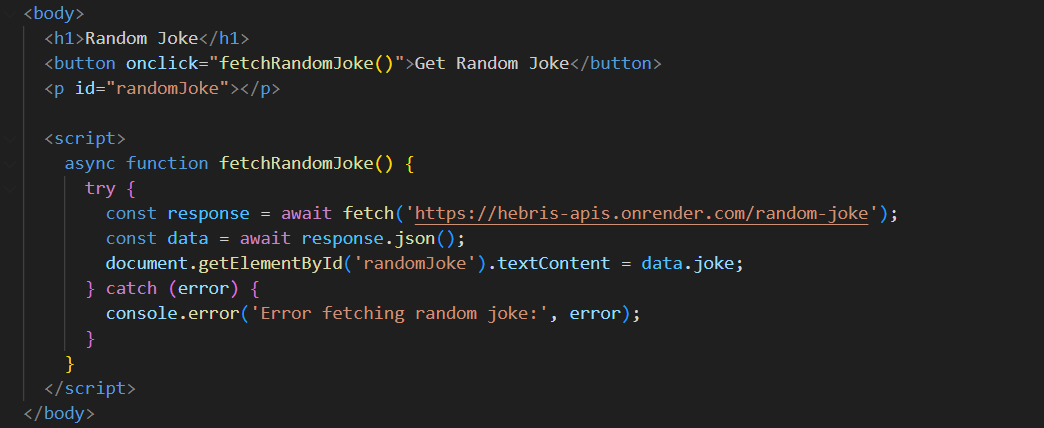 <body>
<h1>Random Joke</h1>
<button onclick="fetchRandomJoke()">Get Random Joke</button>
<p id="randomJoke"></p>
<script>
async function fetchRandomJoke() {
try {
const response = await fetch('https://hebris-apis.onrender.com/random-joke');
const data = await response.json();
document.getElementById('randomJoke').textContent = data.joke;
} catch (error) {
console.error('Error fetching random joke:', error);
}
}
</script>
</body>